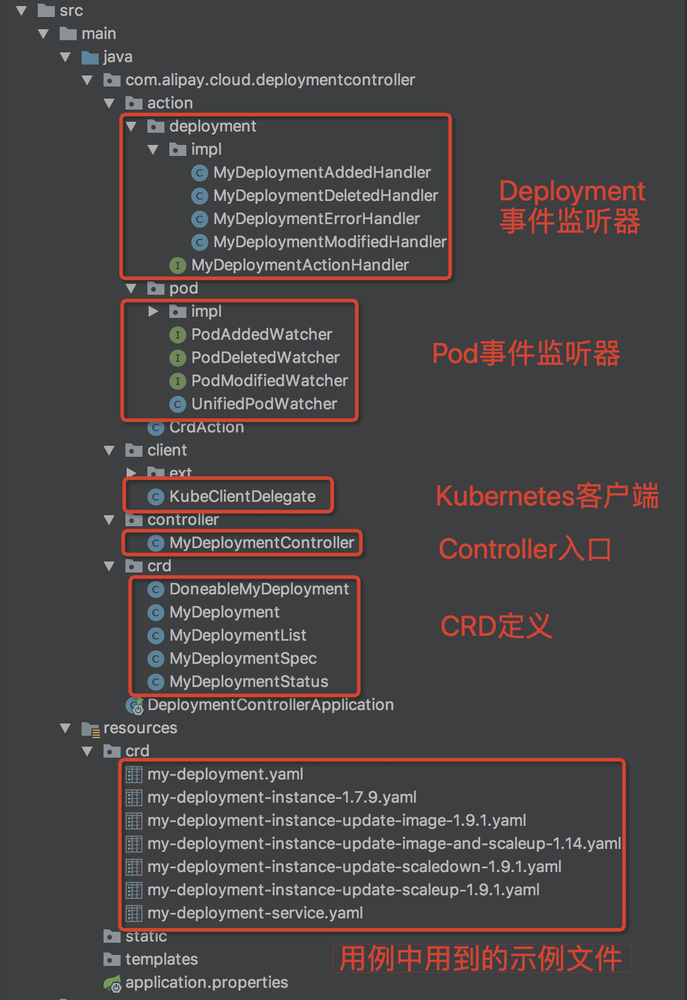 src
main
java
com.alipay.cloud.deploymentcontroller
action
deployment
impl
MyDeploymentAddedHandler
MyDeploymentDeletedHandler
MyDeploymentErrorHandler
MyDeploymentModifiedHandler
MyDeploymentActionHandler
Deployment
事件监听器
pod
impl
PodAddedWatcher
PodDeletedWatcher
PodModifiedWatcher
UnifiedPodWatcher
Pod事件监听器
CrdAction
client
ext
KubeClientDelegate
Kubernetes客户端
controller
MyDeploymentController
Controller入口
crd
DoneableMyDeployment
MyDeployment
MyDeploymentList
MyDeploymentSpec
MyDeploymentStatus
CRD定义
DeploymentControllerApplication
resources
crd
my-deployment.yaml
my-deployment-instance-1.7.9.yaml
my-deployment-instance-update-image-1.9.1.yaml
my-deployment-instance-update-image-and-scaleup-1.14.yaml
my-deployment-instance-update-scaledown-1.9.1.yaml
my-deployment-instance-update-scaleup-1.9.1.yaml
my-deployment-service.yaml
static
用例中用到的示例文件
templates
application.properties